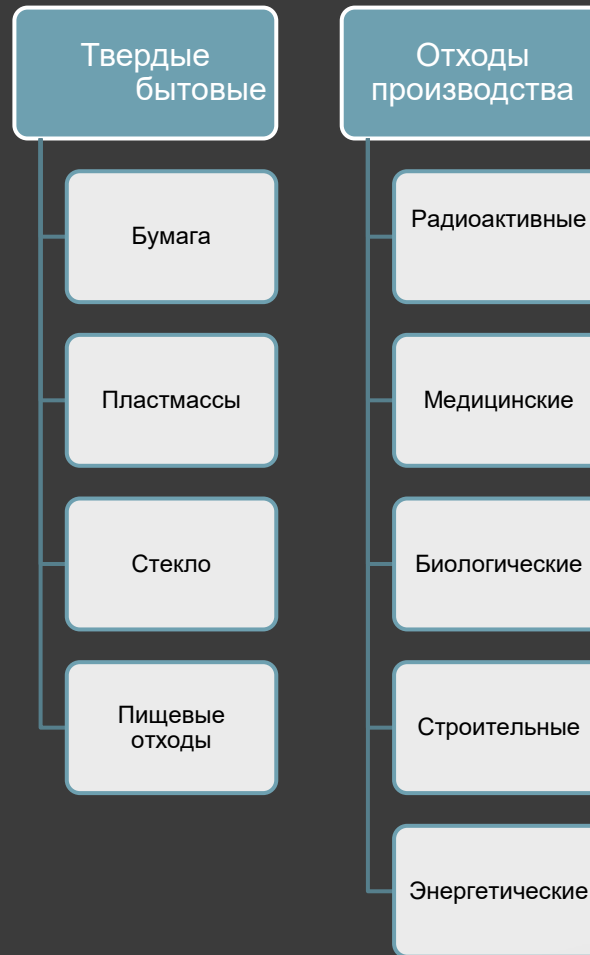 Твердые
бытовые
Бумага
Пластмассы
Стекло
Пищевые
отходы
Отходы
производства
Радиоактивные
Медицинские
Биологические
Строительные
Энергетические